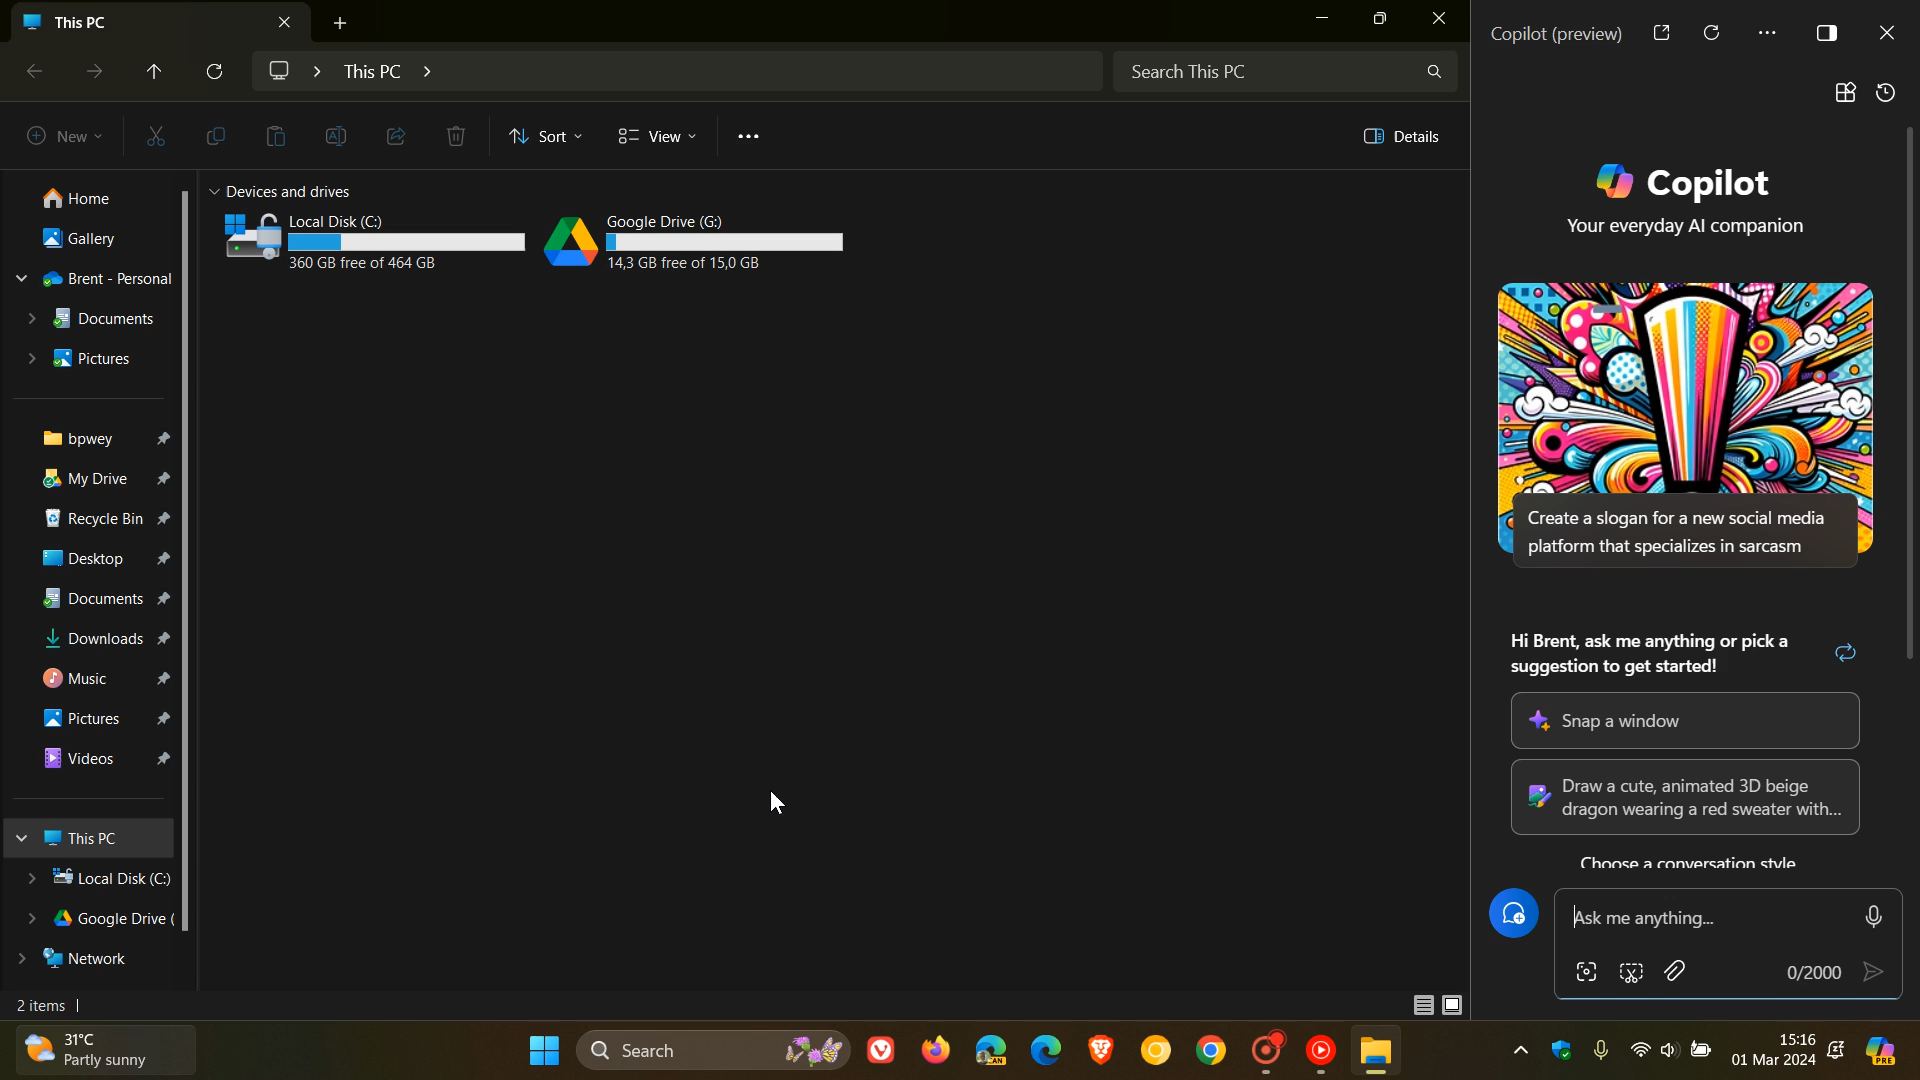 This PC
This PC
Search This PC
New
Sort
View
Details
Home
Gallery
Brent - Personal
Documents
Pictures
bpwey
My Drive
Recycle Bin
Desktop
Documents
Downloads
Music
Pictures
Videos
This PC
Local Disk (C:)
Google Drive (
Network
Devices and drives
Local Disk (C:)
360 GB free of 464 GB
Google Drive (G:)
14,3 GB free of 15,0 GB
2 items
Copilot (preview)
Copilot
Your everyday AI companion
Create a slogan for a new social media
platform that specializes in sarcasm
Hi Brent, ask me anything or pick a
suggestion to get started!
Snap a window
Draw a cute, animated 3D beige
dragon wearing a red sweater with...
Choose a conversation style
Ask me anything...
0/2000
31°C
Partly sunny
Search
CAN
15:16
01 Mar 2024
PRE